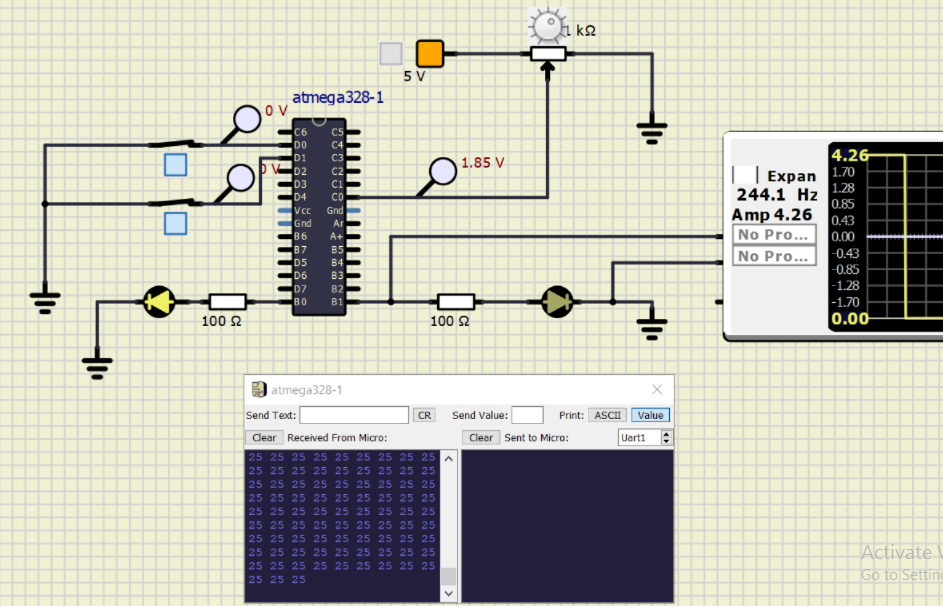 1 kΩ
5 V
atmega328-1
0 V
0 V
1.85 V
C6 C5
D0 C4
D1 C3
D2 C2
D3 C1
D4 C0
Vcc Gnd
Gnd Ar
B6 A+
B7 B5
D5 B4
D6 B3
D7 B2
B0 B1
100 Ω
100 Ω
Expan
244.1 Hz
Amp 4.26
No Pro...
No Pro...
4.26
1.70
1.28
0.85
0.43
0.00
-0.43
-0.85
-1.28
-1.70
0.00
atmega328-1
Send Text: CR Send Value: Print: ASCII Value
Clear Received From Micro: Clear Sent to Micro: Uart1
25 25 25 25 25 25 25 25 25
25 25 25 25 25 25 25 25 25
25 25 25 25 25 25 25 25 25
25 25 25 25 25 25 25 25 25
25 25 25 25 25 25 25 25 25
25 25 25 25 25 25 25 25 25
25 25 25 25 25 25 25 25 25
25 25 25 25 25 25 25 25 25
25 25 25 25 25 25 25 25 25
25 25 25
Activate
Go to Settin